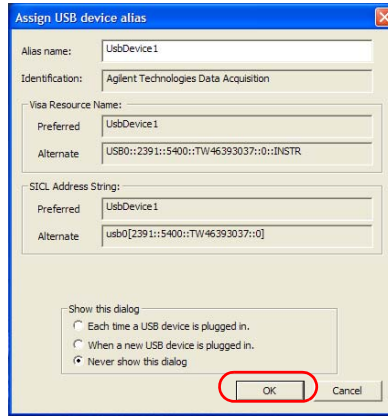 Assign USB device alias
Alias name: UsbDevice1
Identification: Agilent Technologies Data Acquisition
Visa Resource Name:
Preferred UsbDevice1
Alternate USB0::2391::5400::TW46393037::0::INSTR
SICL Address String:
Preferred UsbDevice1
Alternate usb0[2391::5400::TW46393037::0]
Show this dialog
Each time a USB device is plugged in.
When a new USB device is plugged in.
Never show this dialog
OK Cancel